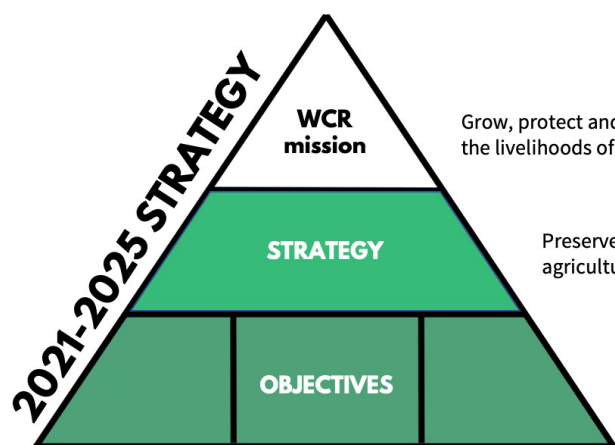 2021-2025 STRATEGY
WCR
mission
Grow, protect and
the livelihoods of
STRATEGY
Preserve
agricultu
OBJECTIVES